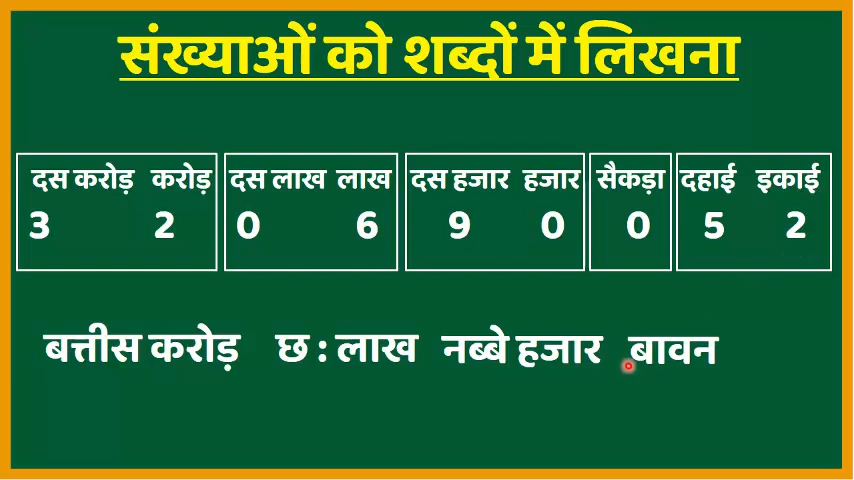 संख्याओं को शब्दों में लिखना
दस करोड़ करोड़ दस लाख लाख दस हजार हजार सैकड़ा दहाई इकाई
3 2 0 6 9 0 0 5 2
बत्तीस करोड़ छ : लाख नब्बे हजार बावन